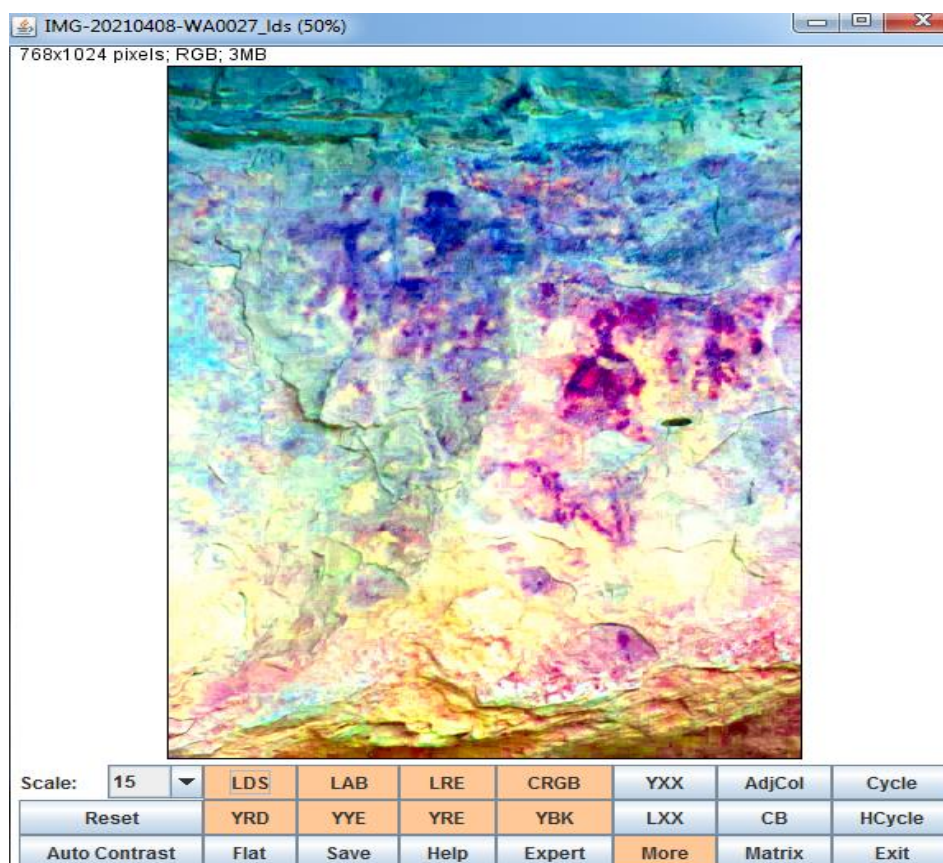 IMG-20210408-WA0027_lds (50%)
768x1024 pixels; RGB; 3MB
Scale: 15 LDS LAB LRE CRGB YXX AdjCol Cycle
Reset YRD YYE YRE YBK LXX CB HCycle
Auto Contrast Flat Save Help Expert More Matrix Exit